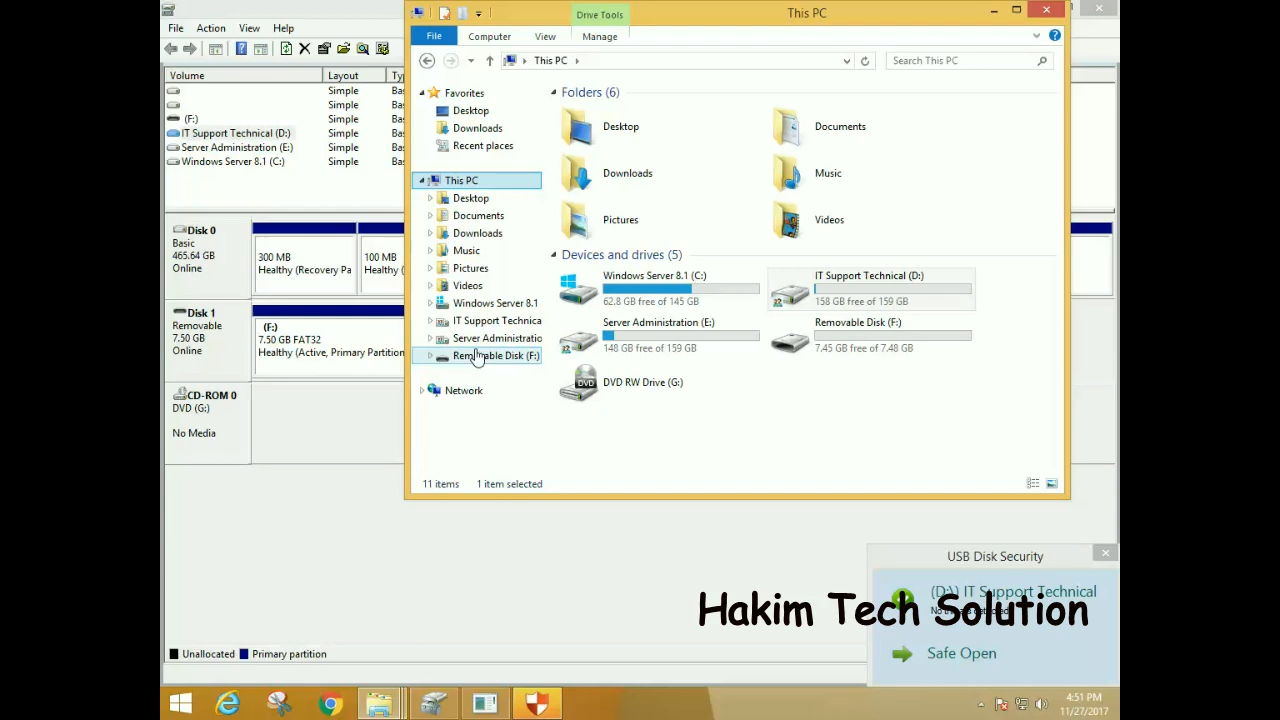 File Action View Help
Volume Layout Ty
Simple Bas
Simple Bas
(F:) Simple Bas
IT Support Technical (D:) Simple Bas
Server Administration (E:) Simple Bas
Windows Server 8.1 (C:) Simple Bas
Disk 0
Basic
465.64 GB
Online
300 MB
Healthy (Recovery Pa
100 MB
Healthy (
Disk 1
Removable
7.50 GB
Online
(F:)
7.50 GB FAT32
Healthy (Active, Primary Partition
CD-ROM 0
DVD (G:)
No Media
Unallocated Primary partition
Drive Tools This PC
File Computer View Manage
This PC
Search This PC
Favorites
Desktop
Downloads
Recent places
This PC
Desktop
Documents
Downloads
Music
Pictures
Videos
Windows Server 8.1
IT Support Technica
Server Administratio
Removable Disk (F:)
Network
Folders (6)
Desktop Documents
Downloads Music
Pictures Videos
Devices and drives (5)
Windows Server 8.1 (C:)
62.8 GB free of 145 GB
IT Support Technical (D:)
158 GB free of 159 GB
Server Administration (E:)
148 GB free of 159 GB
Removable Disk (F:)
7.45 GB free of 7.48 GB
DVD
DVD RW Drive (G:)
11 items 1 item selected
USB Disk Security
(D:\) IT Support Technical
Hakim Tech Solution
Safe Open
4:51 PM
11/27/2017